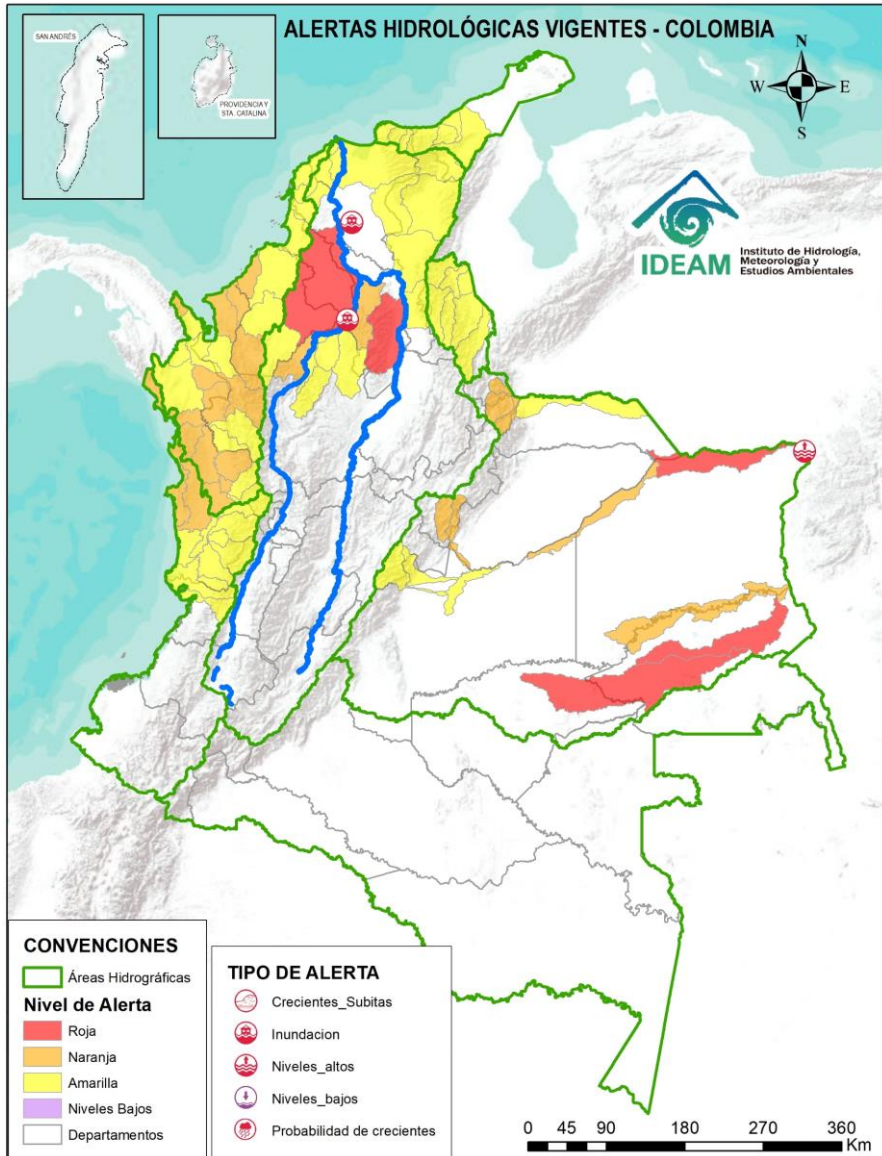 ALERTAS HIDROLÓGICAS VIGENTES - COLOMBIA
SAN ANDRÉS
PROVIDENCIA Y
STA. CATALINA
N
W
E
S
IDEAM
Instituto de Hidrología,
Meteorología y
Estudios Ambientales
CONVENCIONES
Áreas Hidrográficas
Nivel de Alerta
Roja
Naranja
Amarilla
Niveles Bajos
Departamentos
TIPO DE ALERTA
Crecientes_Subitas
Inundacion
Niveles_altos
Niveles_bajos
Probabilidad de crecientes
0 45 90 180 270 360
Km